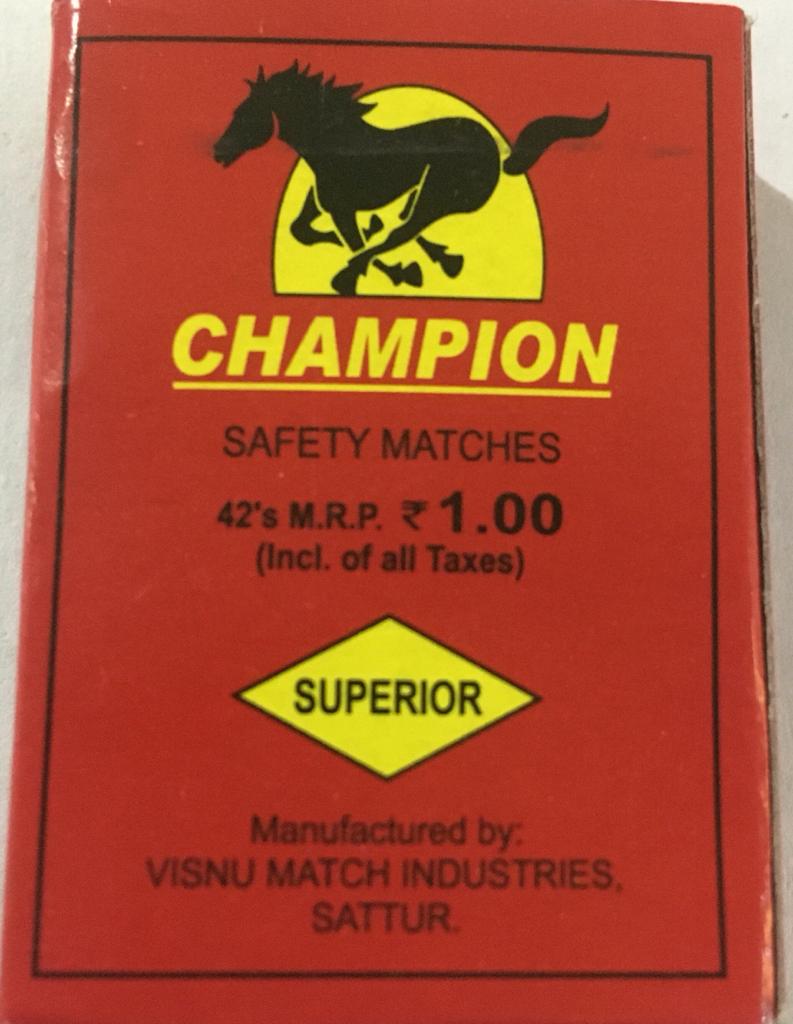 CHAMPION
SAFETY MATCHES
42's M.R.P. ₹ 1.00
(Incl. of all Taxes)
SUPERIOR
Manufactured by:
VISNU MATCH INDUSTRIES,
SATTUR.